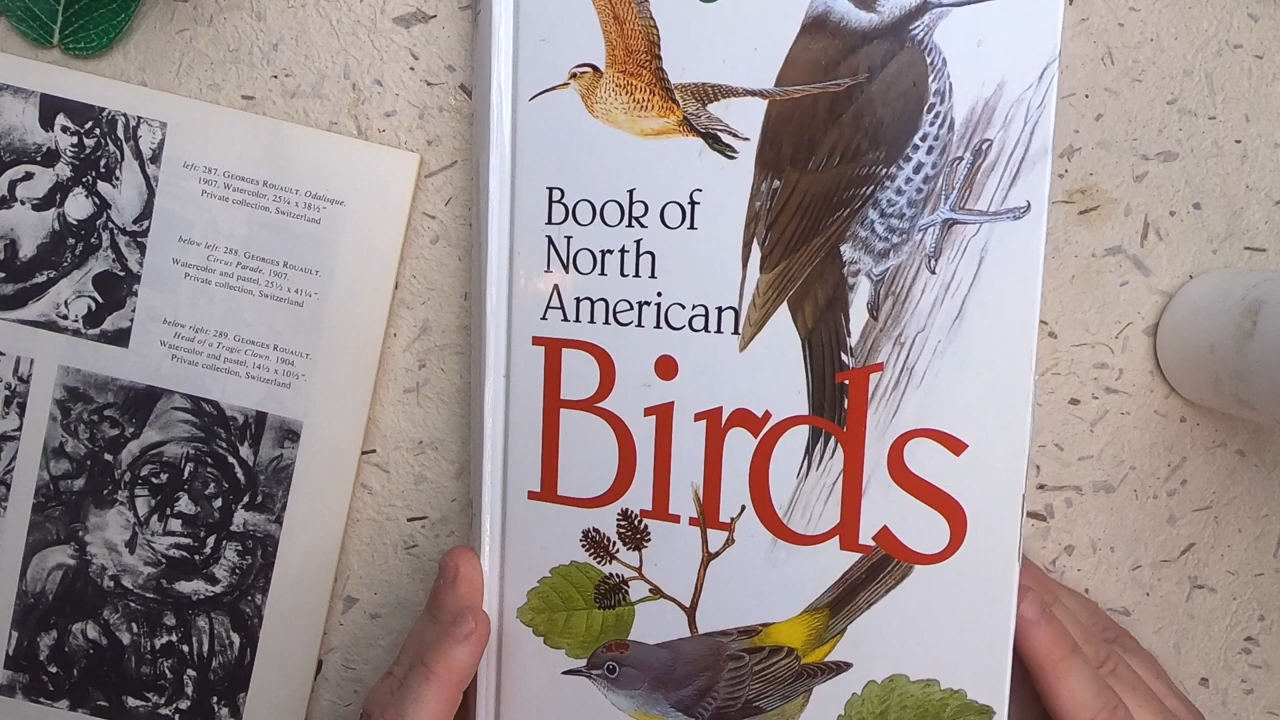 left: 287. GEORGES ROUAULT. Odalisque.
1907. Watercolor, 25¼ x 38½"
Private collection, Switzerland
below left: 288. GEORGES ROUAULT.
Circus Parade. 1907.
Watercolor and pastel, 25½ x 41¼".
Private collection, Switzerland
below right: 289. GEORGES ROUAULT.
Head of a Tragic Clown. 1904.
Watercolor and pastel, 14½ x 10½".
Private collection, Switzerland
Book of
North
American
Birds